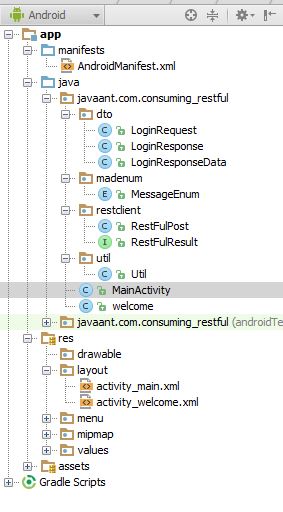 Android
app
manifests
AndroidManifest.xml
java
javaant.com.consuming_restful
dto
C LoginRequest
C LoginResponse
C LoginResponseData
madenum
E MessageEnum
restclient
C RestFulPost
I RestFulResult
util
C Util
C MainActivity
C welcome
javaant.com.consuming_restful (androidTe
res
drawable
layout
activity_main.xml
activity_welcome.xml
menu
mipmap
values
assets
Gradle Scripts